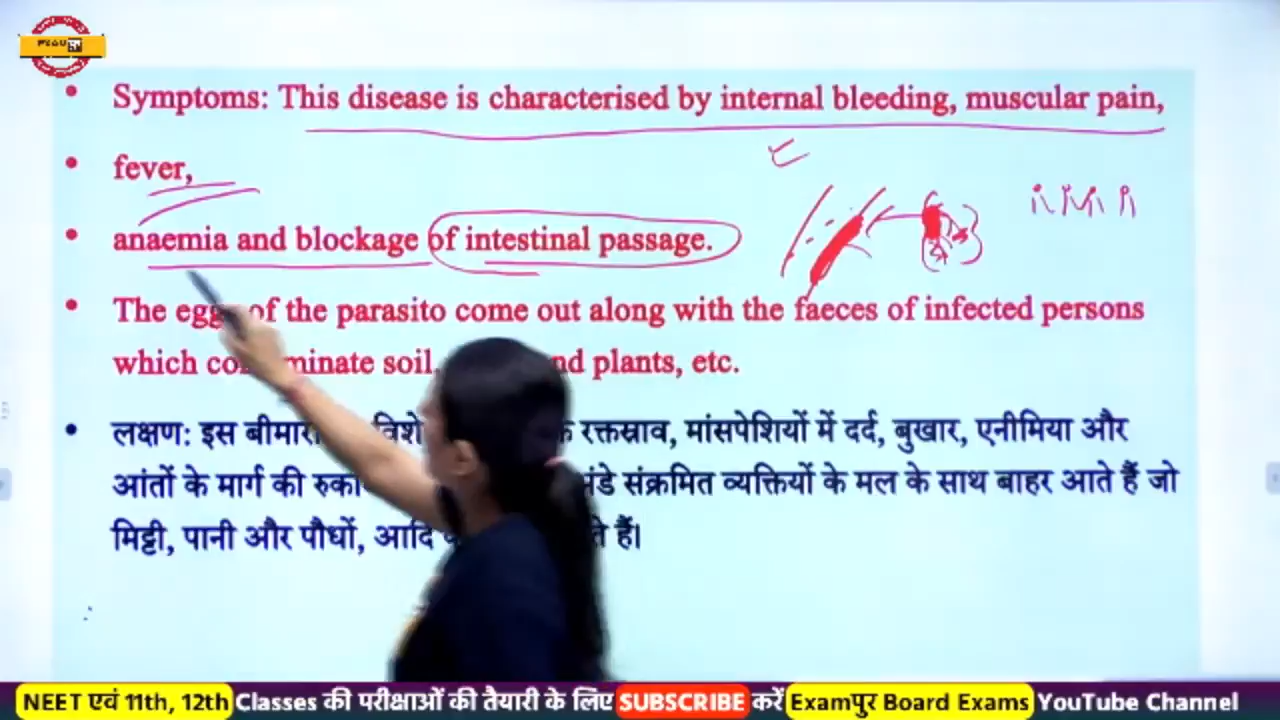 Symptoms: This disease is characterised by internal bleeding, muscular pain,
fever,
anaemia and blockage of intestinal passage.
The of the parasito come out along with the faeces of infected persons
which soil, plants, etc.
लक्षण: इस रक्तस्राव, मांसपेशियों में दर्द, बुखार, एनीमिया और
आंतों के मार्ग की संक्रमित व्यक्तियों के मल के साथ बाहर आते हैं जो
मिट्टी, पानी और पौधों, आदि हैं।
NEET एवं 11th, 12th Classes की परीक्षाओं की तैयारी के लिए SUBSCRIBE करें Examपुर Board Exams YouTube Channel